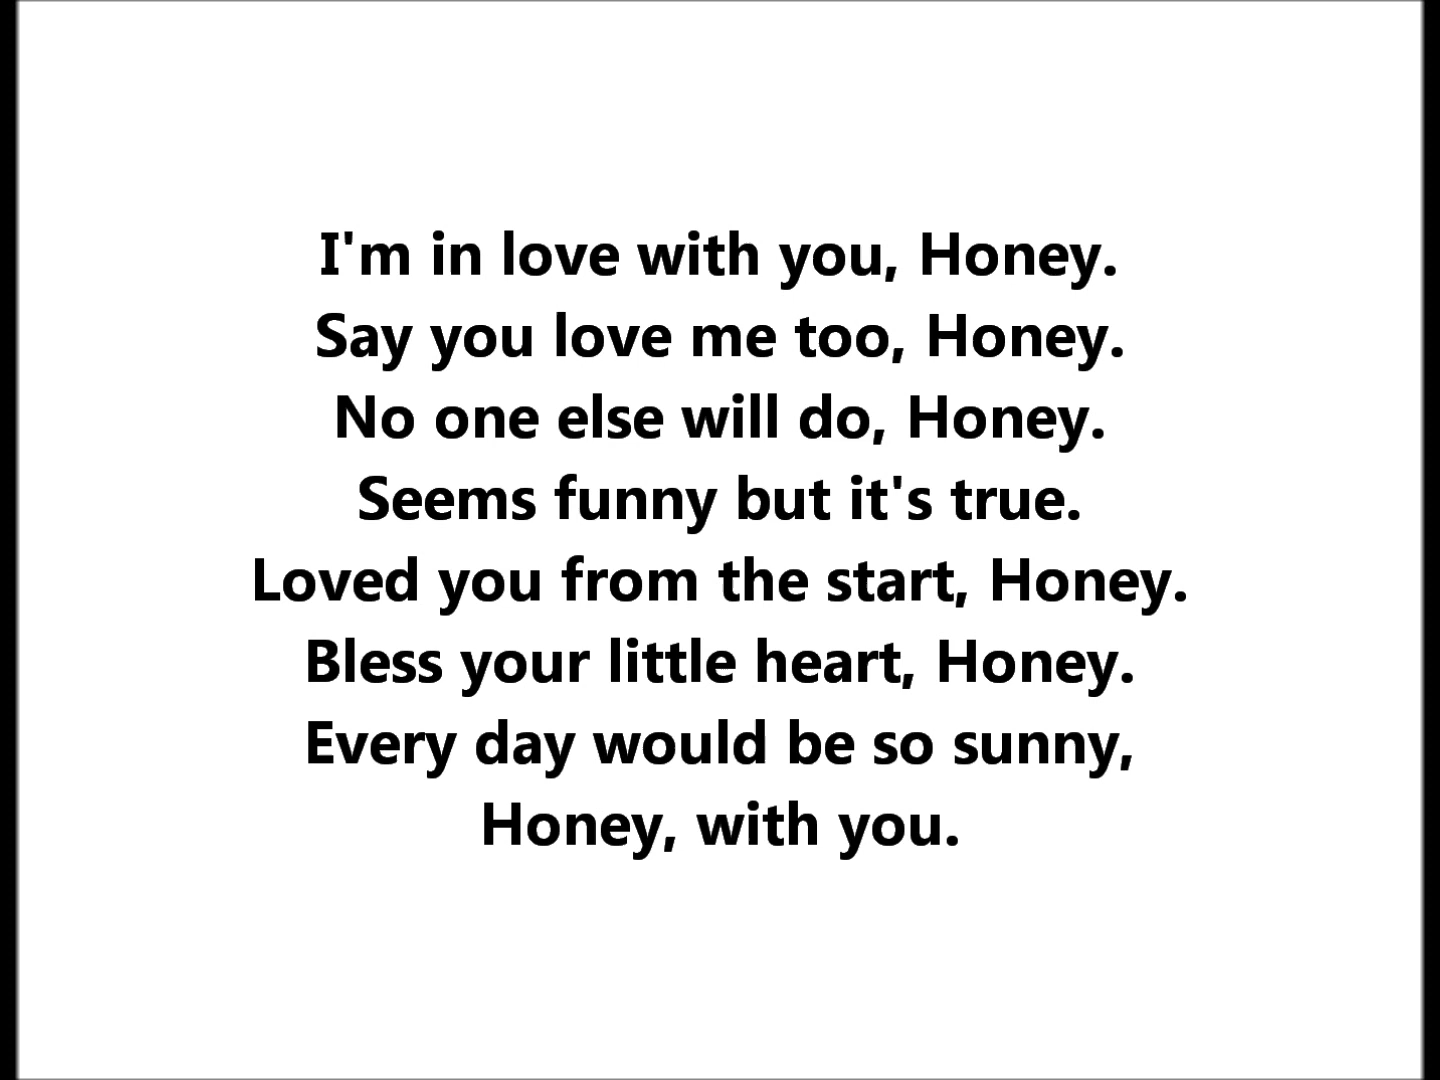 I'm in love with you, Honey.
Say you love me too, Honey.
No one else will do, Honey.
Seems funny but it's true.
Loved you from the start, Honey.
Bless your little heart, Honey.
Every day would be so sunny,
Honey, with you.